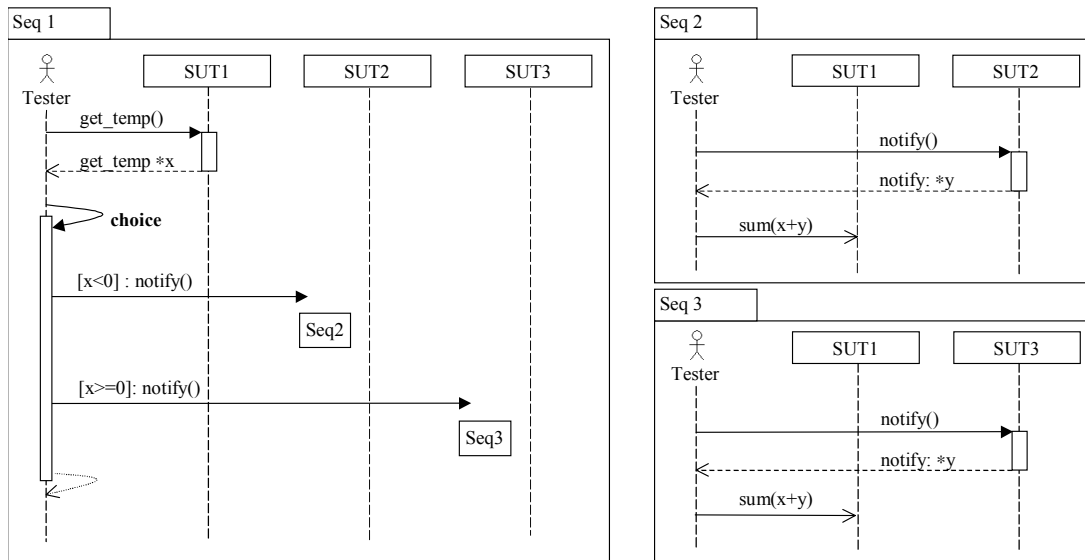 Seq 1
SUT1
SUT2
SUT3
Tester
get_temp()
get_temp *x
choice
[x<0] : notify()
Seq2
[x>=0]: notify()
Seq3
Seq 2
SUT1
SUT2
Tester
notify()
notify: *y
sum(x+y)
Seq 3
SUT1
SUT3
Tester
notify()
notify: *y
sum(x+y)